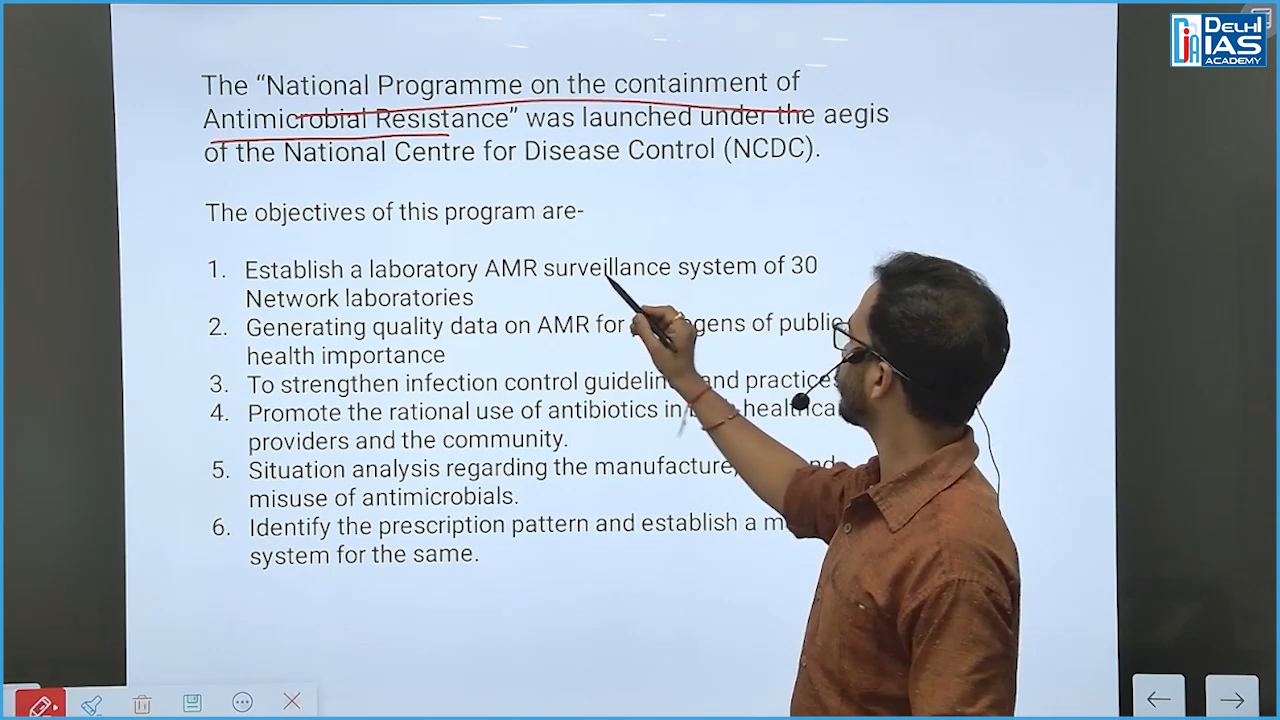 DELHI
IAS
ACADEMY
The “National Programme on the containment of
Antimicrobial Resistance” was launched under the aegis
of the National Centre for Disease Control (NCDC).
The objectives of this program are-
1. Establish a laboratory AMR surveillance system of 30
Network laboratories
2. Generating quality data on AMR for of public
health importance
3. To strengthen infection control and practices
4. Promote the rational use of antibiotics in
providers and the community.
5. Situation analysis regarding the manufacture,
misuse of antimicrobials.
6. Identify the prescription pattern and establish a
system for the same.